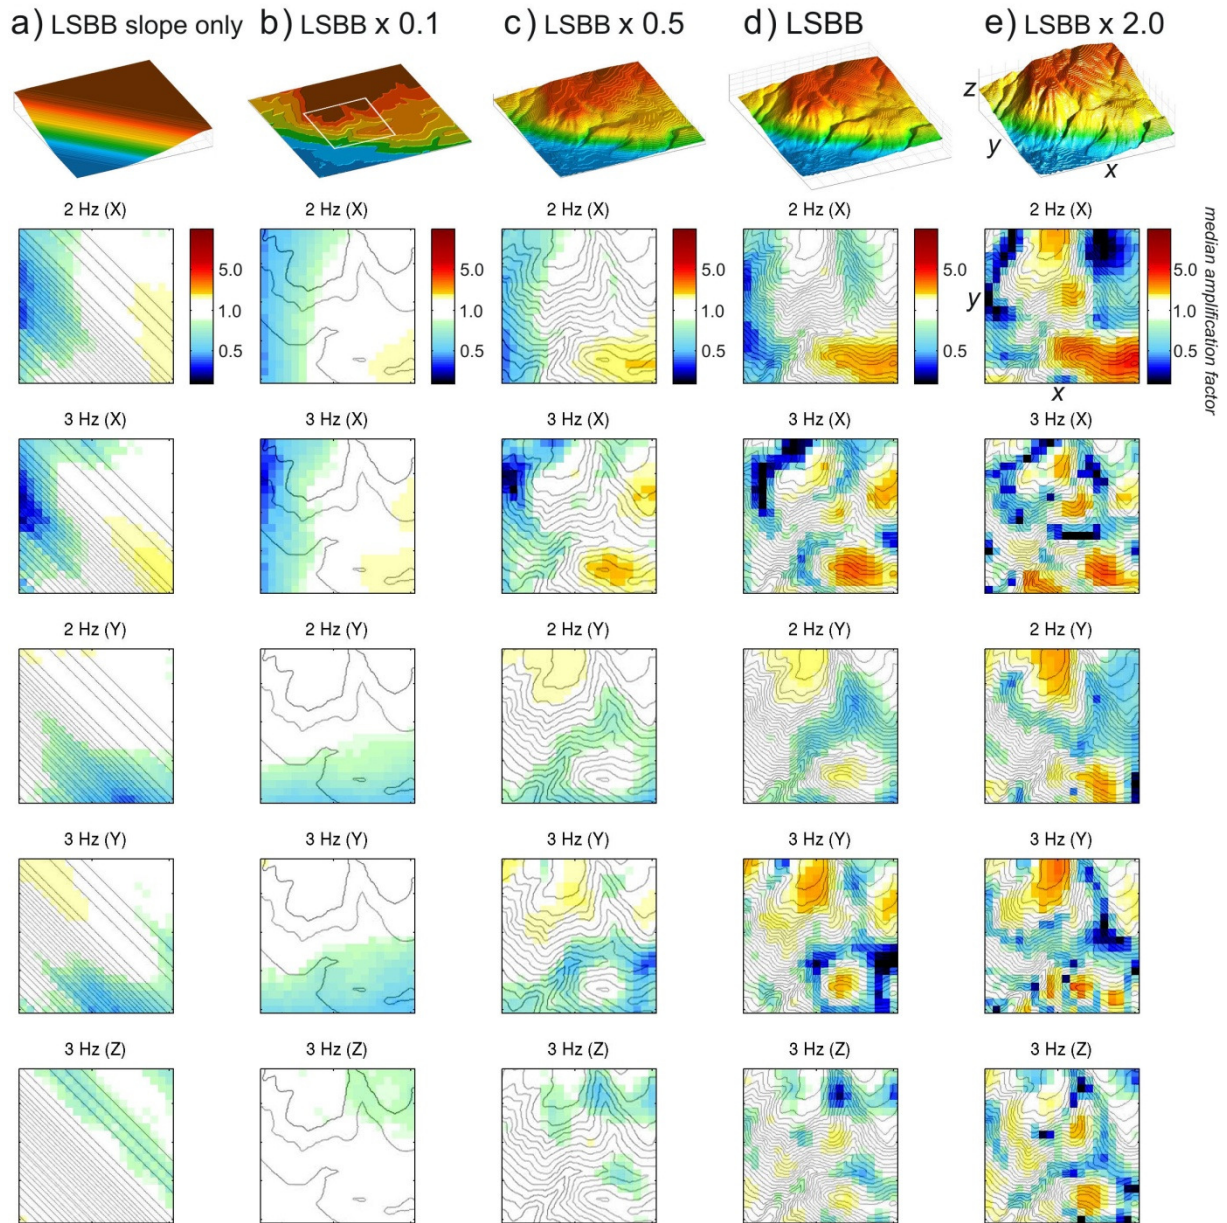 a) LSBB slope only b) LSBB x 0.1 c) LSBB x 0.5 d) LSBB e) LSBB x 2.0
z
y
x
2 Hz (X) 2 Hz (X) 2 Hz (X) 2 Hz (X) 2 Hz (X)
5.0 5.0 5.0 5.0 5.0
1.0 1.0 1.0 1.0 1.0
0.5 0.5 0.5 0.5 0.5
y
x
median amplification factor
3 Hz (X) 3 Hz (X) 3 Hz (X) 3 Hz (X) 3 Hz (X)
2 Hz (Y) 2 Hz (Y) 2 Hz (Y) 2 Hz (Y) 2 Hz (Y)
3 Hz (Y) 3 Hz (Y) 3 Hz (Y) 3 Hz (Y) 3 Hz (Y)
3 Hz (Z) 3 Hz (Z) 3 Hz (Z) 3 Hz (Z) 3 Hz (Z)